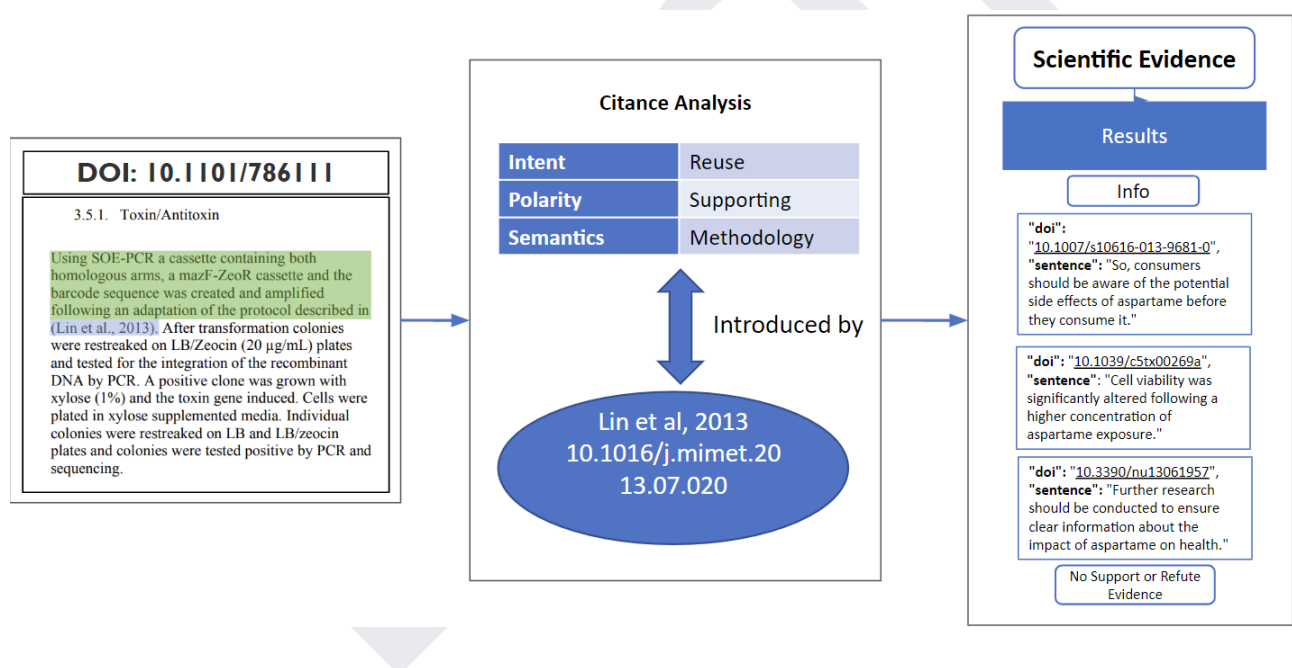 DOI: 10.1101/786111
3.5.1. Toxin/Antitoxin
Using SOE-PCR a cassette containing both
homologous arms, a mazF-ZeoR cassette and the
barcode sequence was created and amplified
following an adaptation of the protocol described in
(Lin et al., 2013). After transformation colonies
were restreaked on LB/Zeocin (20 µg/mL) plates
and tested for the integration of the recombinant
DNA by PCR. A positive clone was grown with
xylose (1%) and the toxin gene induced. Cells were
plated in xylose supplemented media. Individual
colonies were restreaked on LB and LB/zeocin
plates and colonies were tested positive by PCR and
sequencing.
Citance Analysis
Intent Reuse
Polarity Supporting
Semantics Methodology
Introduced by
Lin et al, 2013
10.1016/j.mimet.20
13.07.020
Scientific Evidence
Results
Info
"doi":
"10.1007/s10616-013-9681-0",
"sentence": "So, consumers
should be aware of the potential
side effects of aspartame before
they consume it."
"doi": "10.1039/c5tx00269a",
"sentence": "Cell viability was
significantly altered following a
higher concentration of
aspartame exposure."
"doi": "10.3390/nu13061957",
"sentence": "Further research
should be conducted to ensure
clear information about the
impact of aspartame on health."
No Support or Refute
Evidence